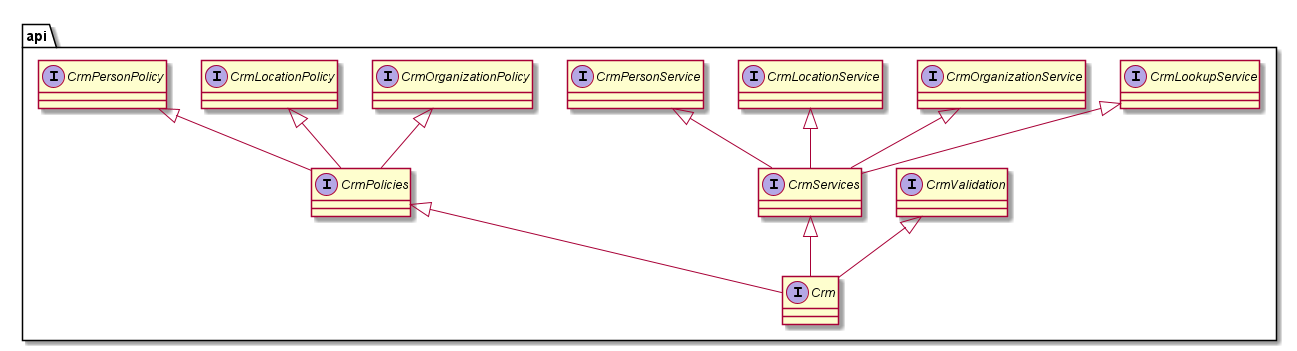 api
I CrmPersonPolicy
I CrmLocationPolicy
I CrmOrganizationPolicy
I CrmPersonService
I CrmLocationService
I CrmOrganizationService
I CrmLookupService
I CrmPolicies
I CrmServices
I CrmValidation
I Crm